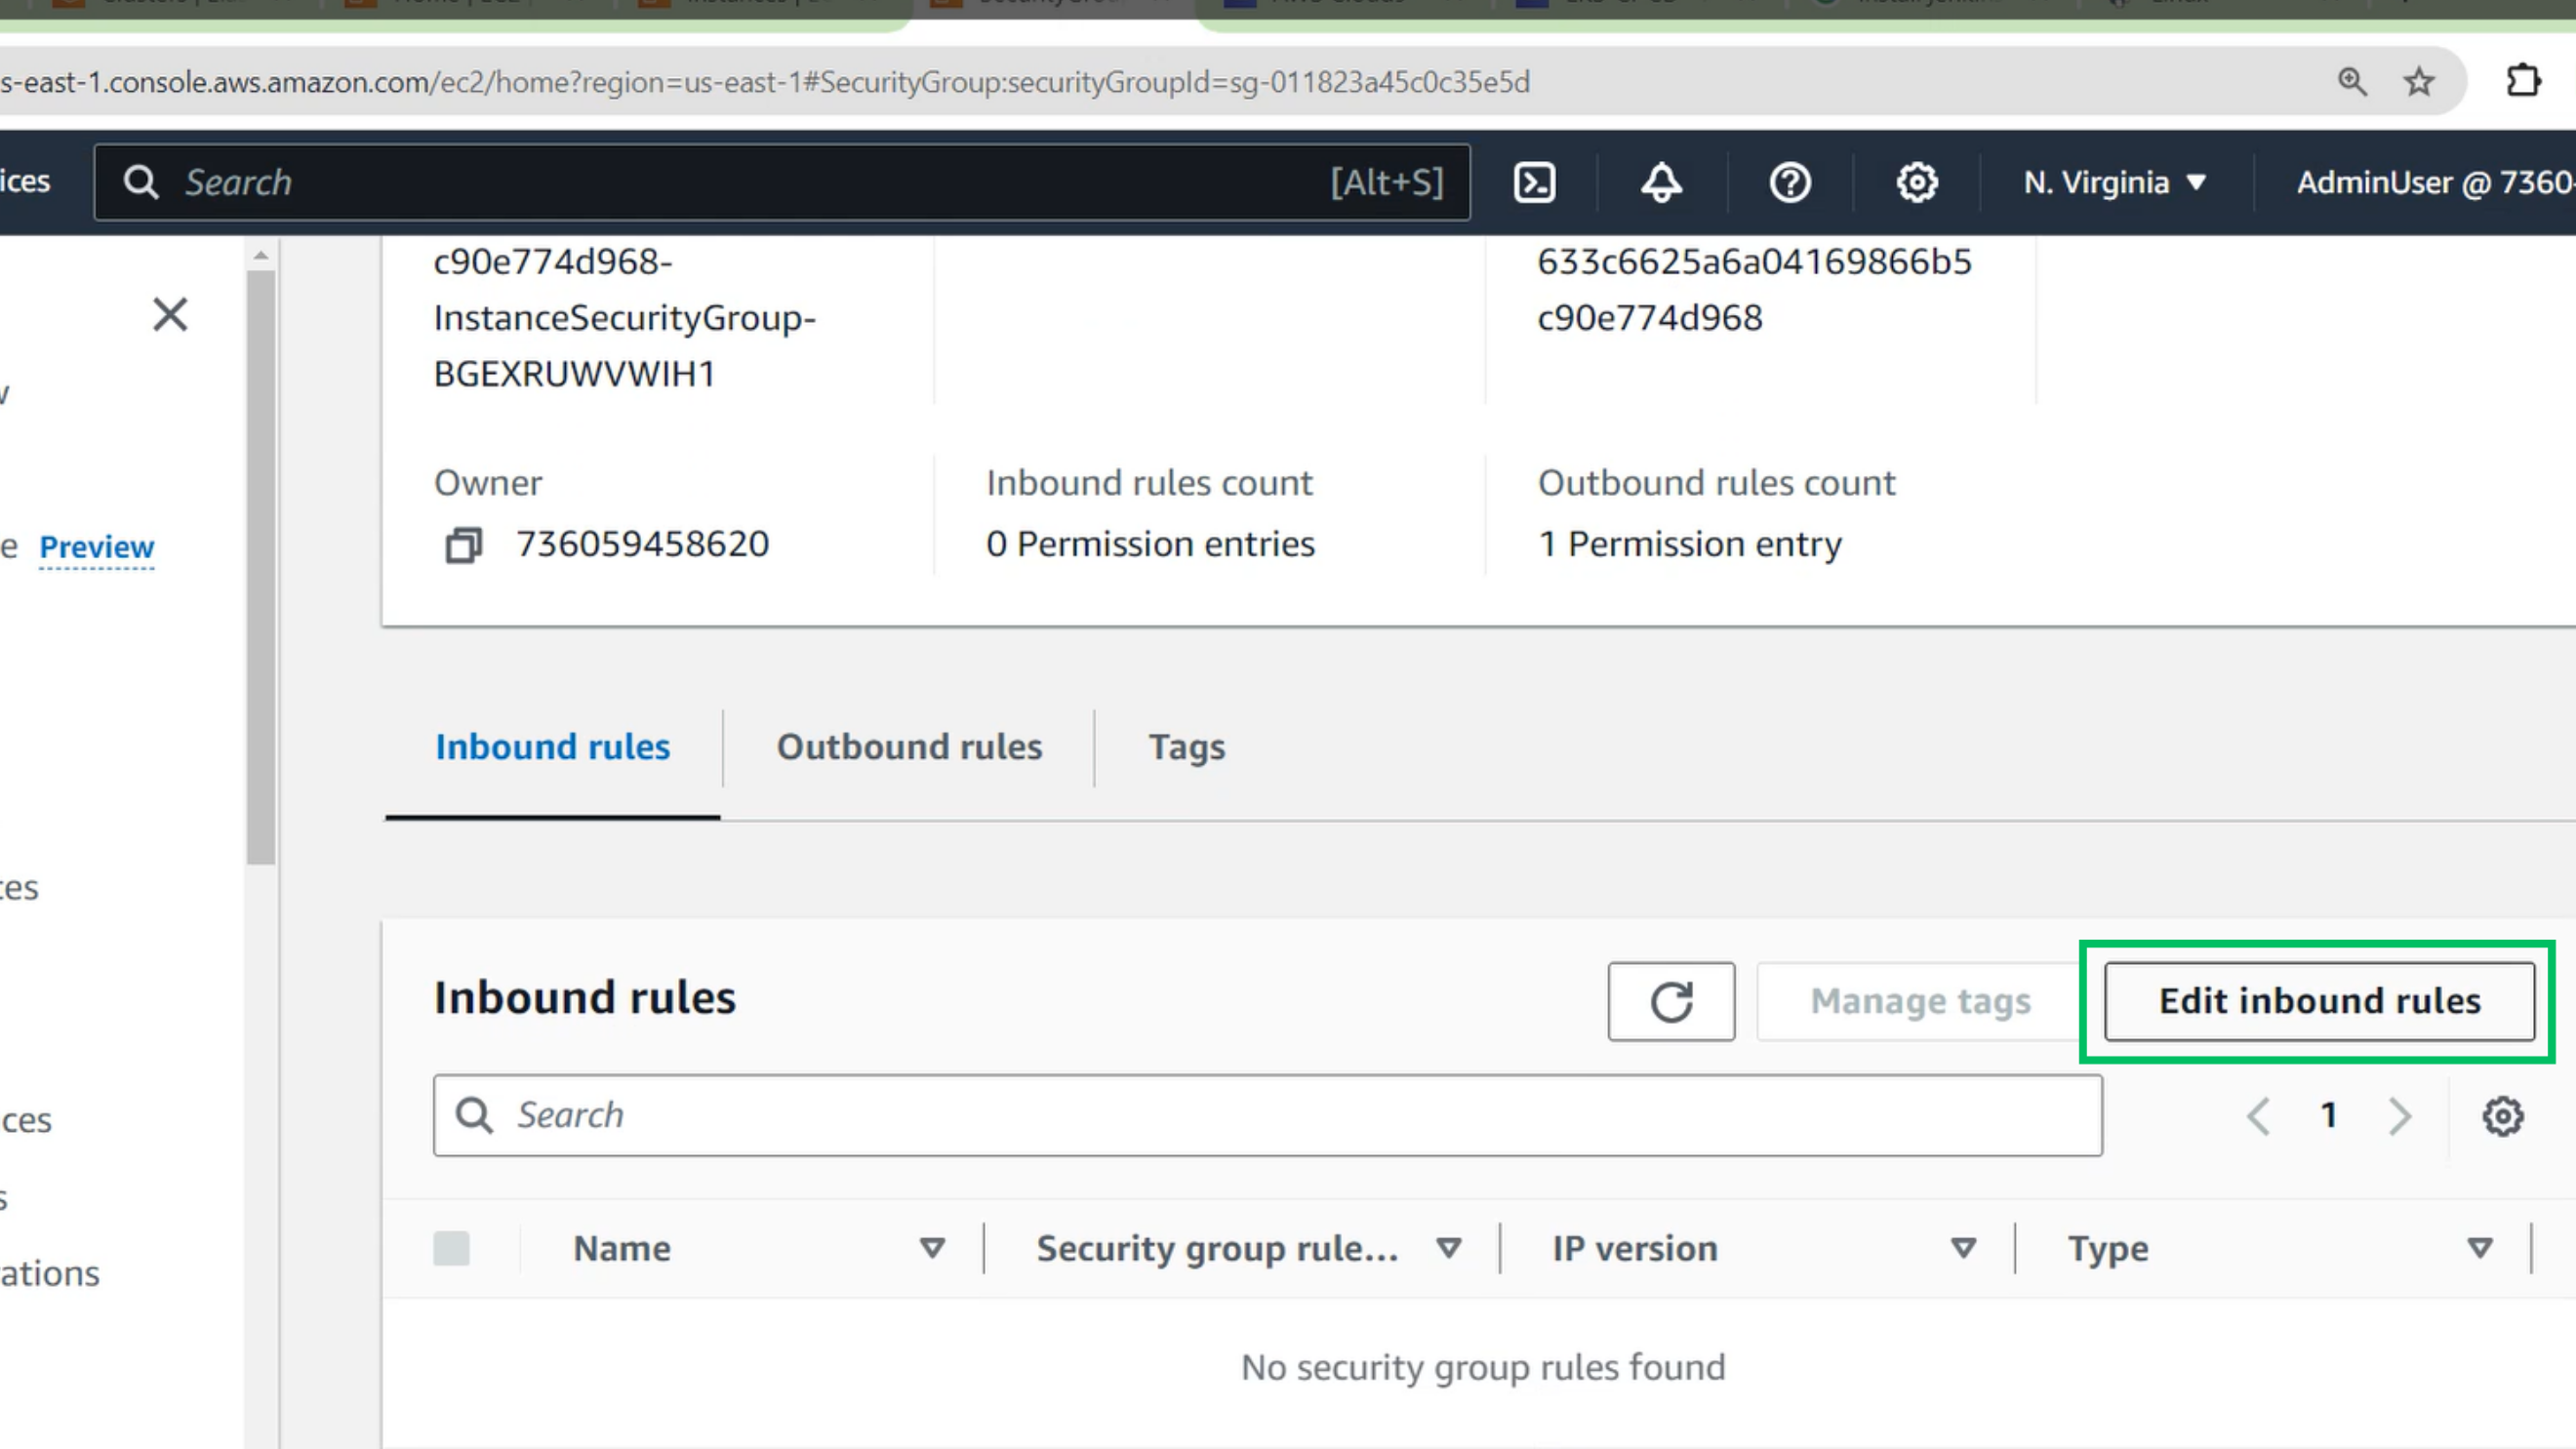 s-east-1.console.aws.amazon.com/ec2/home?region=us-east-1#SecurityGroup:securityGroupId=sg-011823a45c0c35e5d
ices
Search
[Alt+S]
N. Virginia
AdminUser @ 7360-
c90e774d968-
InstanceSecurityGroup-
BGEXRUWVWIH1
633c6625a6a04169866b5
c90e774d968
e Preview
Owner
Inbound rules count
Outbound rules count
736059458620
0 Permission entries
1 Permission entry
Inbound rules
Outbound rules
Tags
ces
Inbound rules
Manage tags
Edit inbound rules
Search
1
s
ations
Name
Security group rule...
IP version
Type
No security group rules found